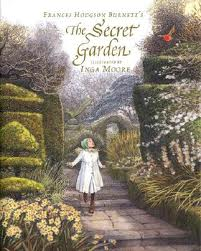 FRANCES HODGSON BURNETT'S
The Secret
Garden
ILLUSTRATED BY
INGA MOORE